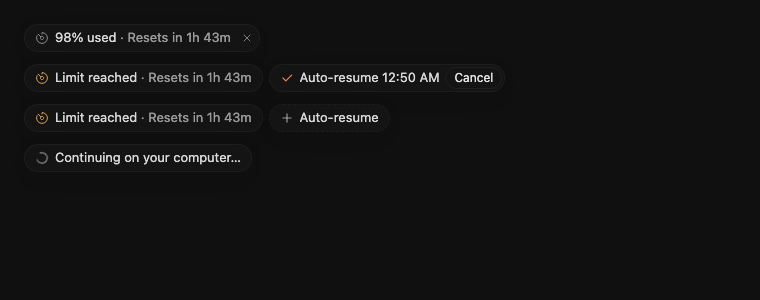 98% used · Resets in 1h 43m
Limit reached · Resets in 1h 43m Auto-resume 12:50 AM Cancel
Limit reached · Resets in 1h 43m Auto-resume
Continuing on your computer…